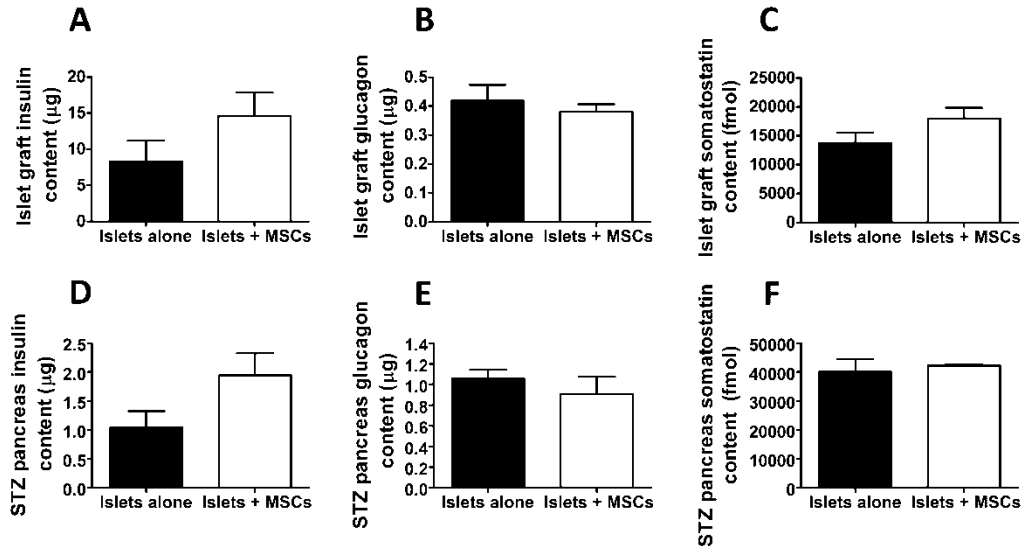 A
Islet graft insulin
content (μg)
20
15
10
5
0
Islets alone
Islets + MSCs
B
Islet graft glucagon
content (μg)
0.5
0.4
0.3
0.2
0.1
0.0
Islets alone
Islets + MSCs
C
Islet graft somatostatin
content (fmol)
25000
20000
15000
10000
5000
0
Islets alone
Islets + MSCs
D
STZ pancreas insulin
content (μg)
2.5
2.0
1.5
1.0
0.5
0.0
Islets alone
Islets + MSCs
E
STZ pancreas glucagon
content (μg)
1.4
1.2
1.0
0.8
0.6
0.4
0.2
0.0
Islets alone
Islets + MSCs
F
STZ pancreas somatostatin
content (fmol)
50000
40000
30000
20000
10000
0
Islets alone
Islets + MSCs